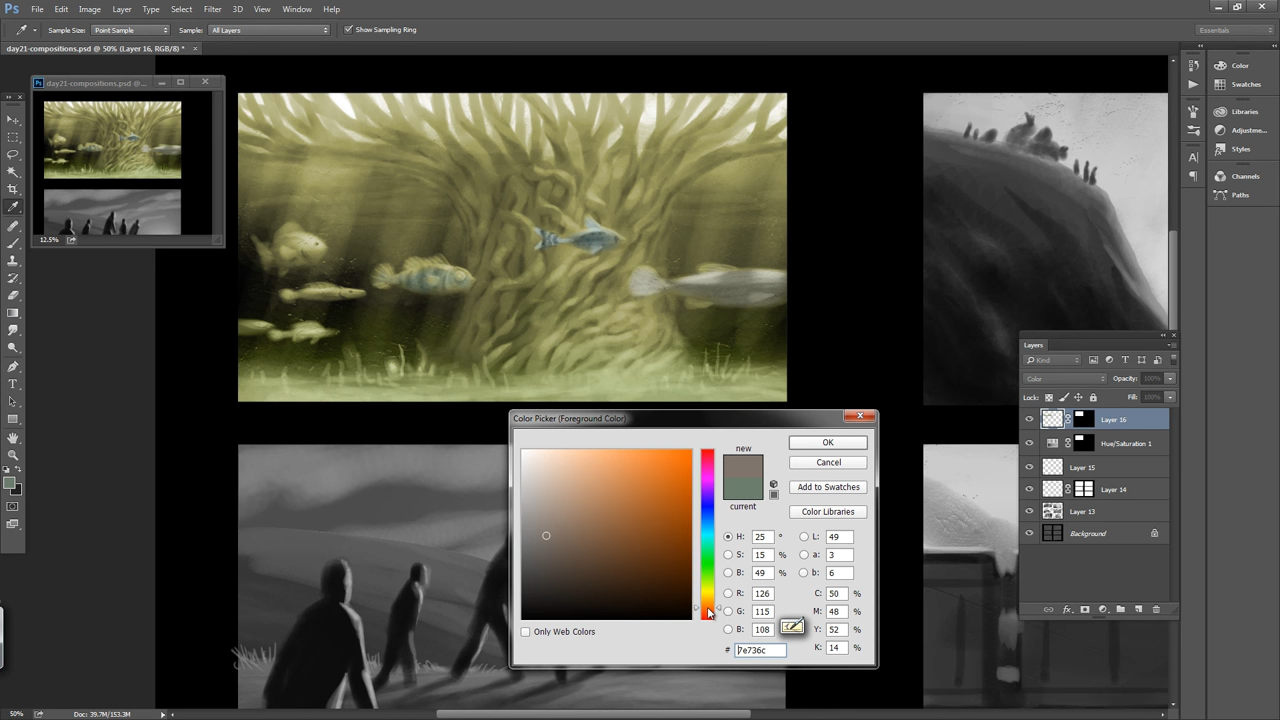 Ps File Edit Image Layer Type Select Filter 3D View Window Help
Sample Size: Point Sample Sample: All Layers Show Sampling Ring Essentials
day21-compositions.psd @ 50% (Layer 16, RGB/8) * ×
Ps day21-compositions.psd @ ...
12.5%
Color
Swatches
Libraries
Adjustme...
Styles
Channels
Paths
Layers
Kind
Color Opacity: 100%
Lock: Fill: 100%
Layer 16
Hue/Saturation 1
Layer 15
Layer 14
Layer 13
Background
fx
Color Picker (Foreground Color)
new
current
OK
Cancel
Add to Swatches
Color Libraries
H: 25 ° L: 49
S: 15 % a: 3
B: 49 % b: 6
R: 126 C: 50 %
G: 115 M: 48 %
B: 108 Y: 52 %
# 7e736c K: 14 %
Only Web Colors
50% Doc: 39.7M/153.3M